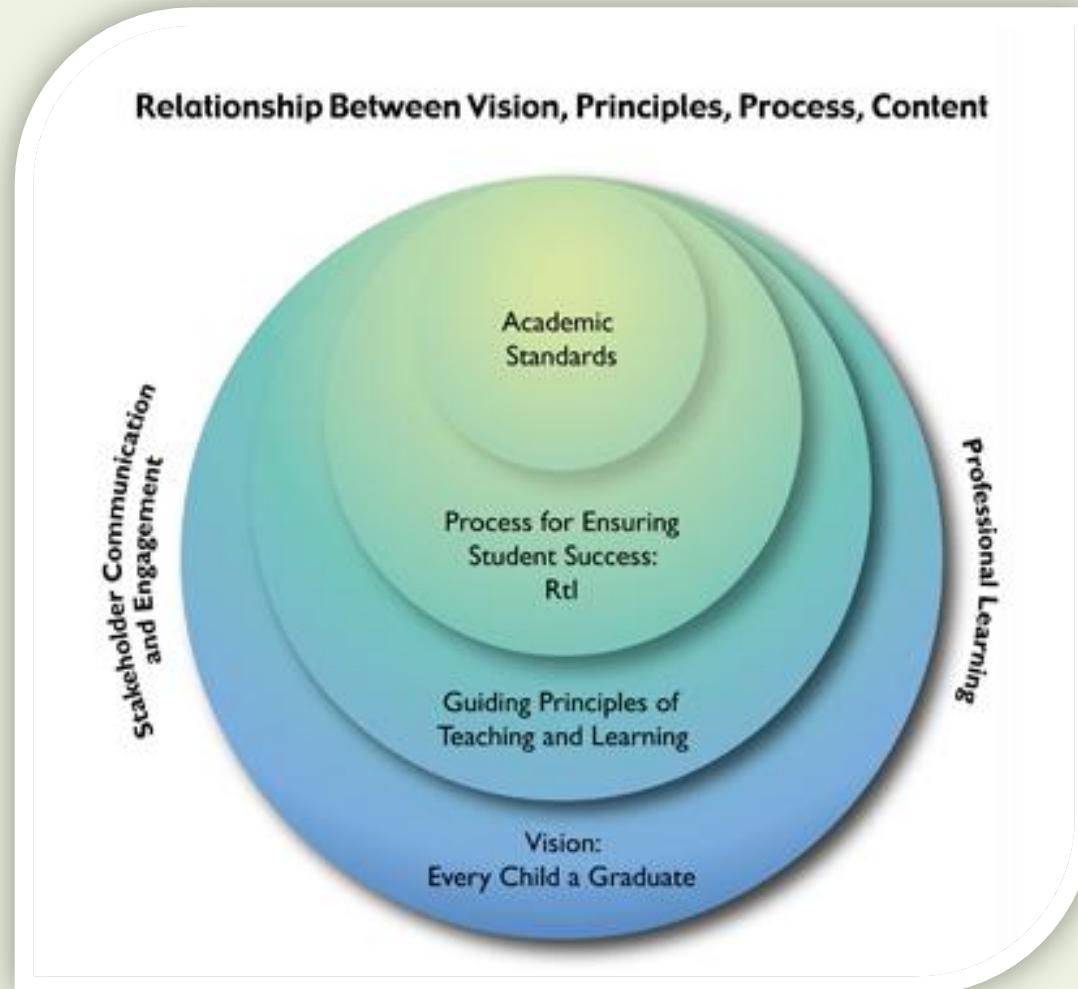 Relationship Between Vision, Principles, Process, Content
Academic
Standards
Process for Ensuring
Student Success:
RtI
Guiding Principles of
Teaching and Learning
Vision:
Every Child a Graduate
Stakeholder Communication
and Engagement
Professional Learning